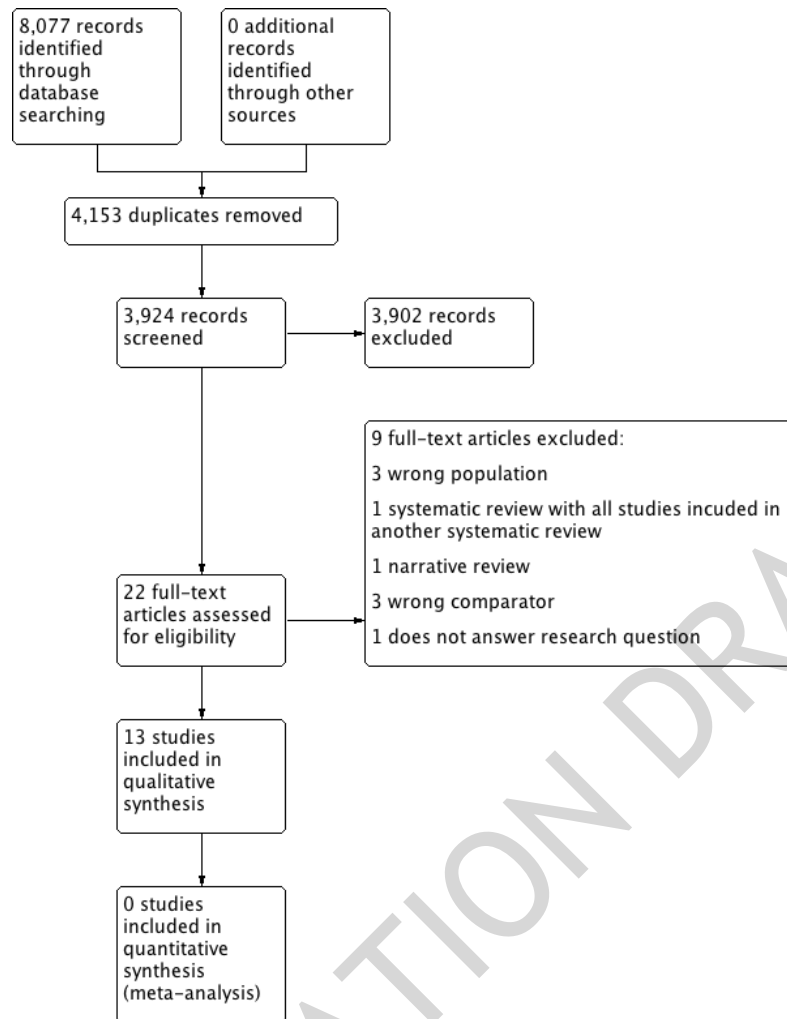 8,077 records
identified
through
database
searching
0 additional
records
identified
through other
sources
4,153 duplicates removed
3,924 records
screened
3,902 records
excluded
9 full-text articles excluded:
3 wrong population
1 systematic review with all studies incuded in
another systematic review
1 narrative review
3 wrong comparator
1 does not answer research question
22 full-text
articles assessed
for eligibility
13 studies
included in
qualitative
synthesis
0 studies
included in
quantitative
synthesis
(meta-analysis)